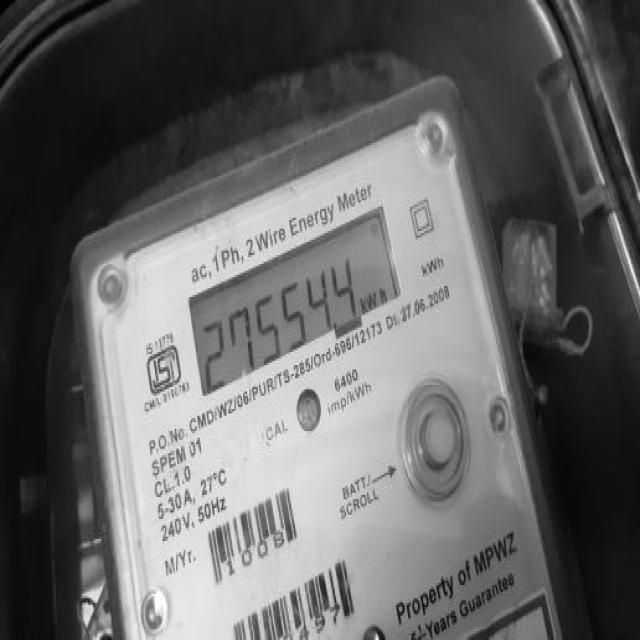 ac, 1Ph, 2 Wire Energy Meter
275544 kWh
kWh
IS 13779
ISI
P.O.No. CMD/WZ/06/PUR/TS-285/Ord-696/12173 Dt. 27.06.2008
SPEM 01
CL.1.0
5-30A, 27°C
240V, 50Hz
CAL
6400
imp/kWh
BATT./
SCROLL
M/Yr.
1008
Property of MPWZ
-Years Guarantee